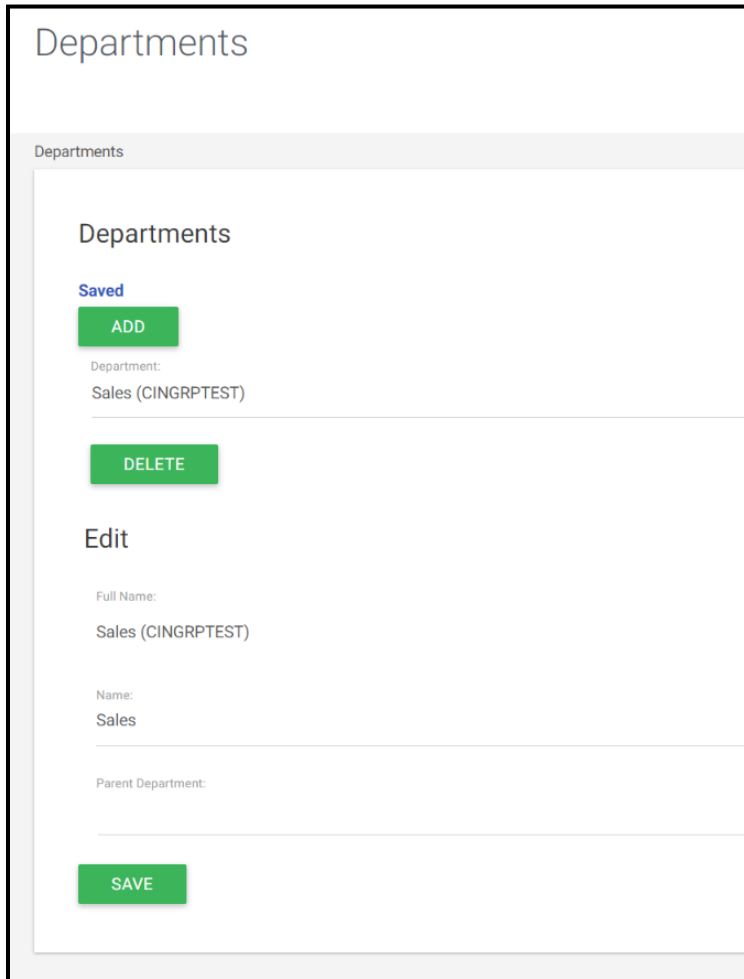 Departments
Departments
Departments
Saved
ADD
Department:
Sales (CINGRPTEST)
DELETE
Edit
Full Name:
Sales (CINGRPTEST)
Name:
Sales
Parent Department:
SAVE